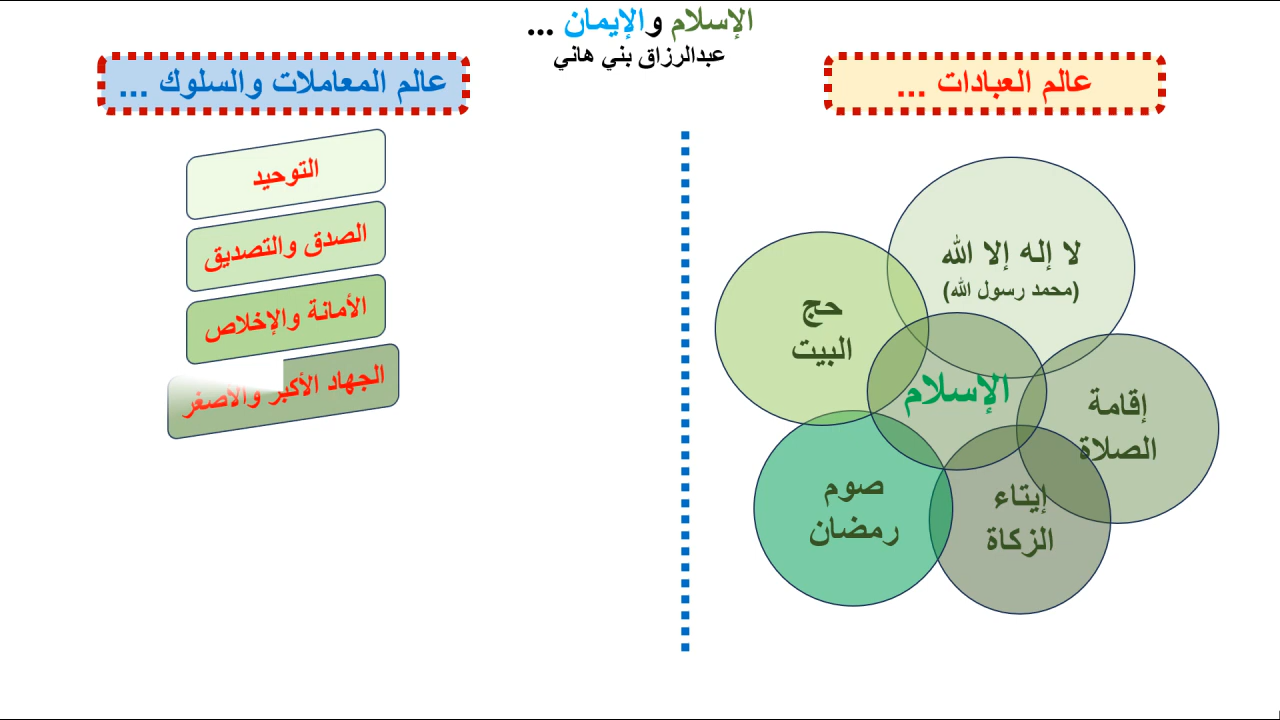 الإسلام والإيمان ...
عبدالرزاق بني هاني
عالم العبادات ...
لا إله إلا الله
(محمد رسول الله)
حج
البيت
الإسلام
إقامة
الصلاة
صوم
رمضان
إيتاء
الزكاة
عالم المعاملات والسلوك ...
التوحيد
الصدق والتصديق
الأمانة والإخلاص
الجهاد الأكبر والأصغر